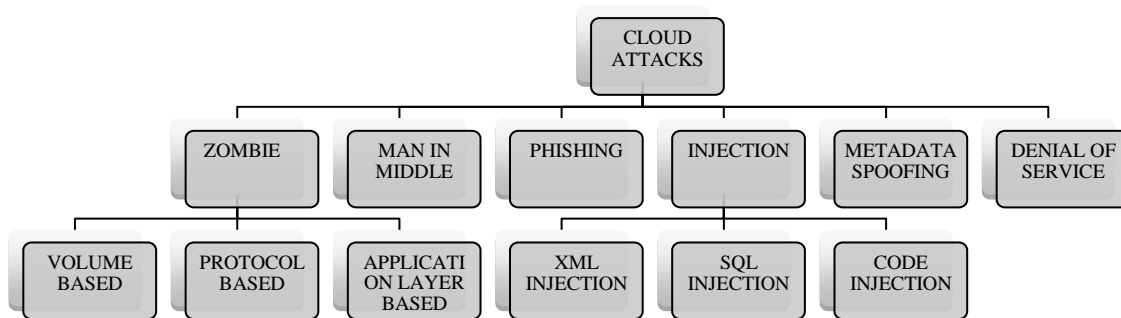 CLOUD
ATTACKS
ZOMBIE
MAN IN
MIDDLE
PHISHING
INJECTION
METADATA
SPOOFING
DENIAL OF
SERVICE
VOLUME
BASED
PROTOCOL
BASED
APPLICATI
ON LAYER
BASED
XML
INJECTION
SQL
INJECTION
CODE
INJECTION